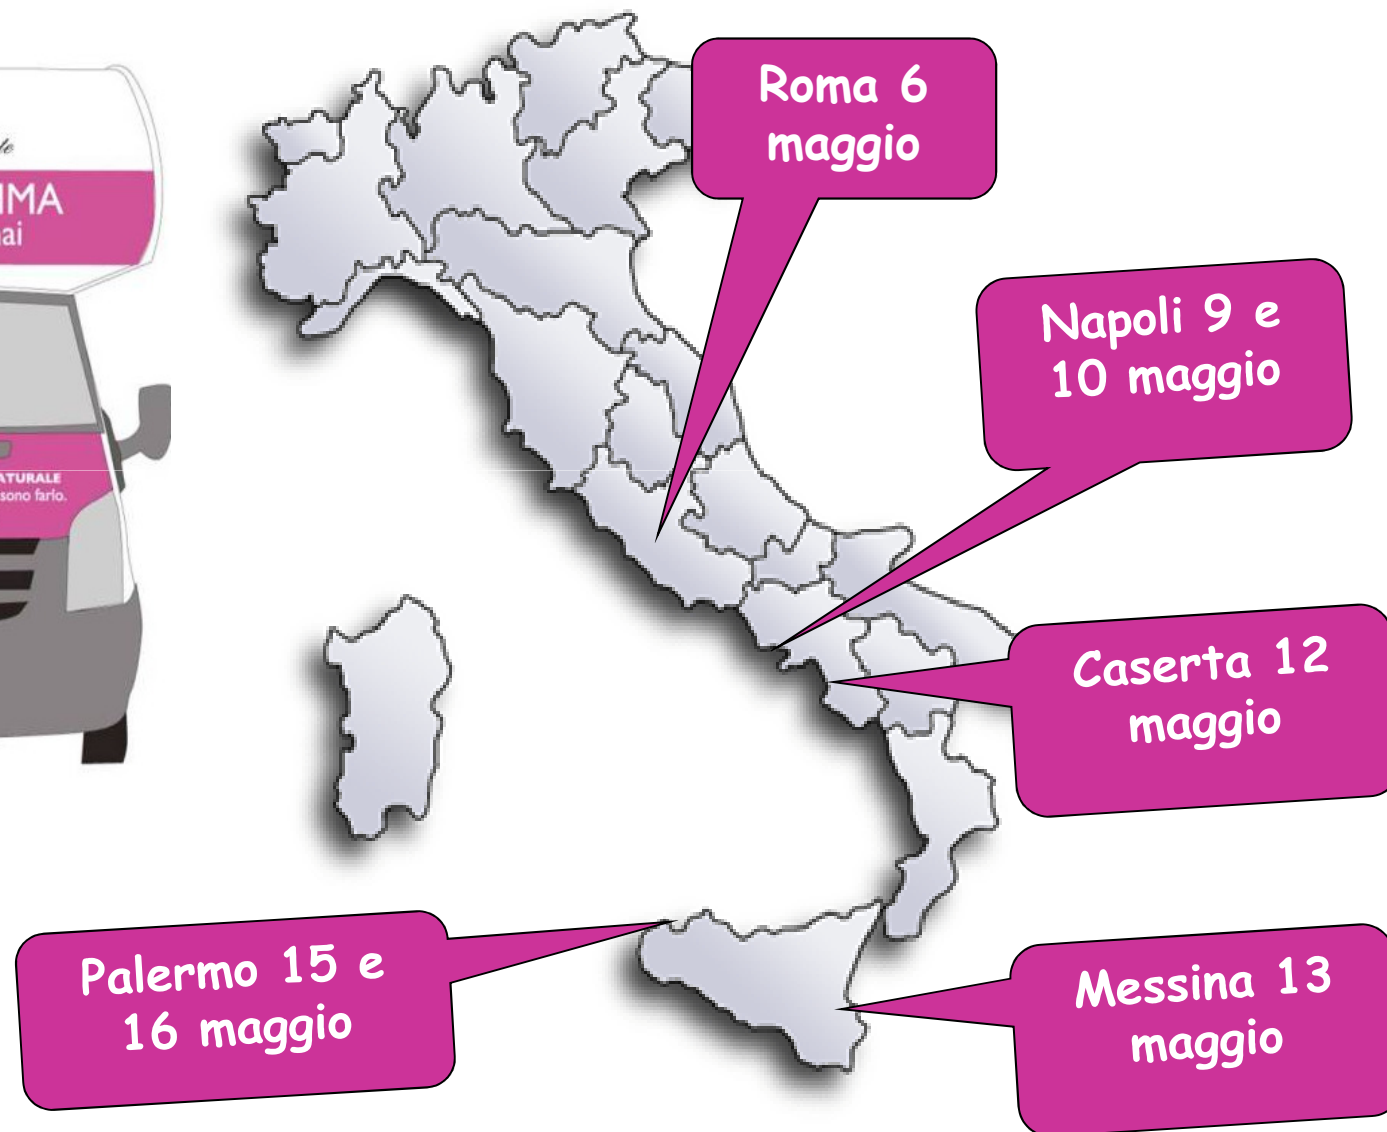 MMA
ai
ATURALE
sono farlo.
Roma 6
maggio
Napoli 9 e
10 maggio
Caserta 12
maggio
Palermo 15 e
16 maggio
Messina 13
maggio